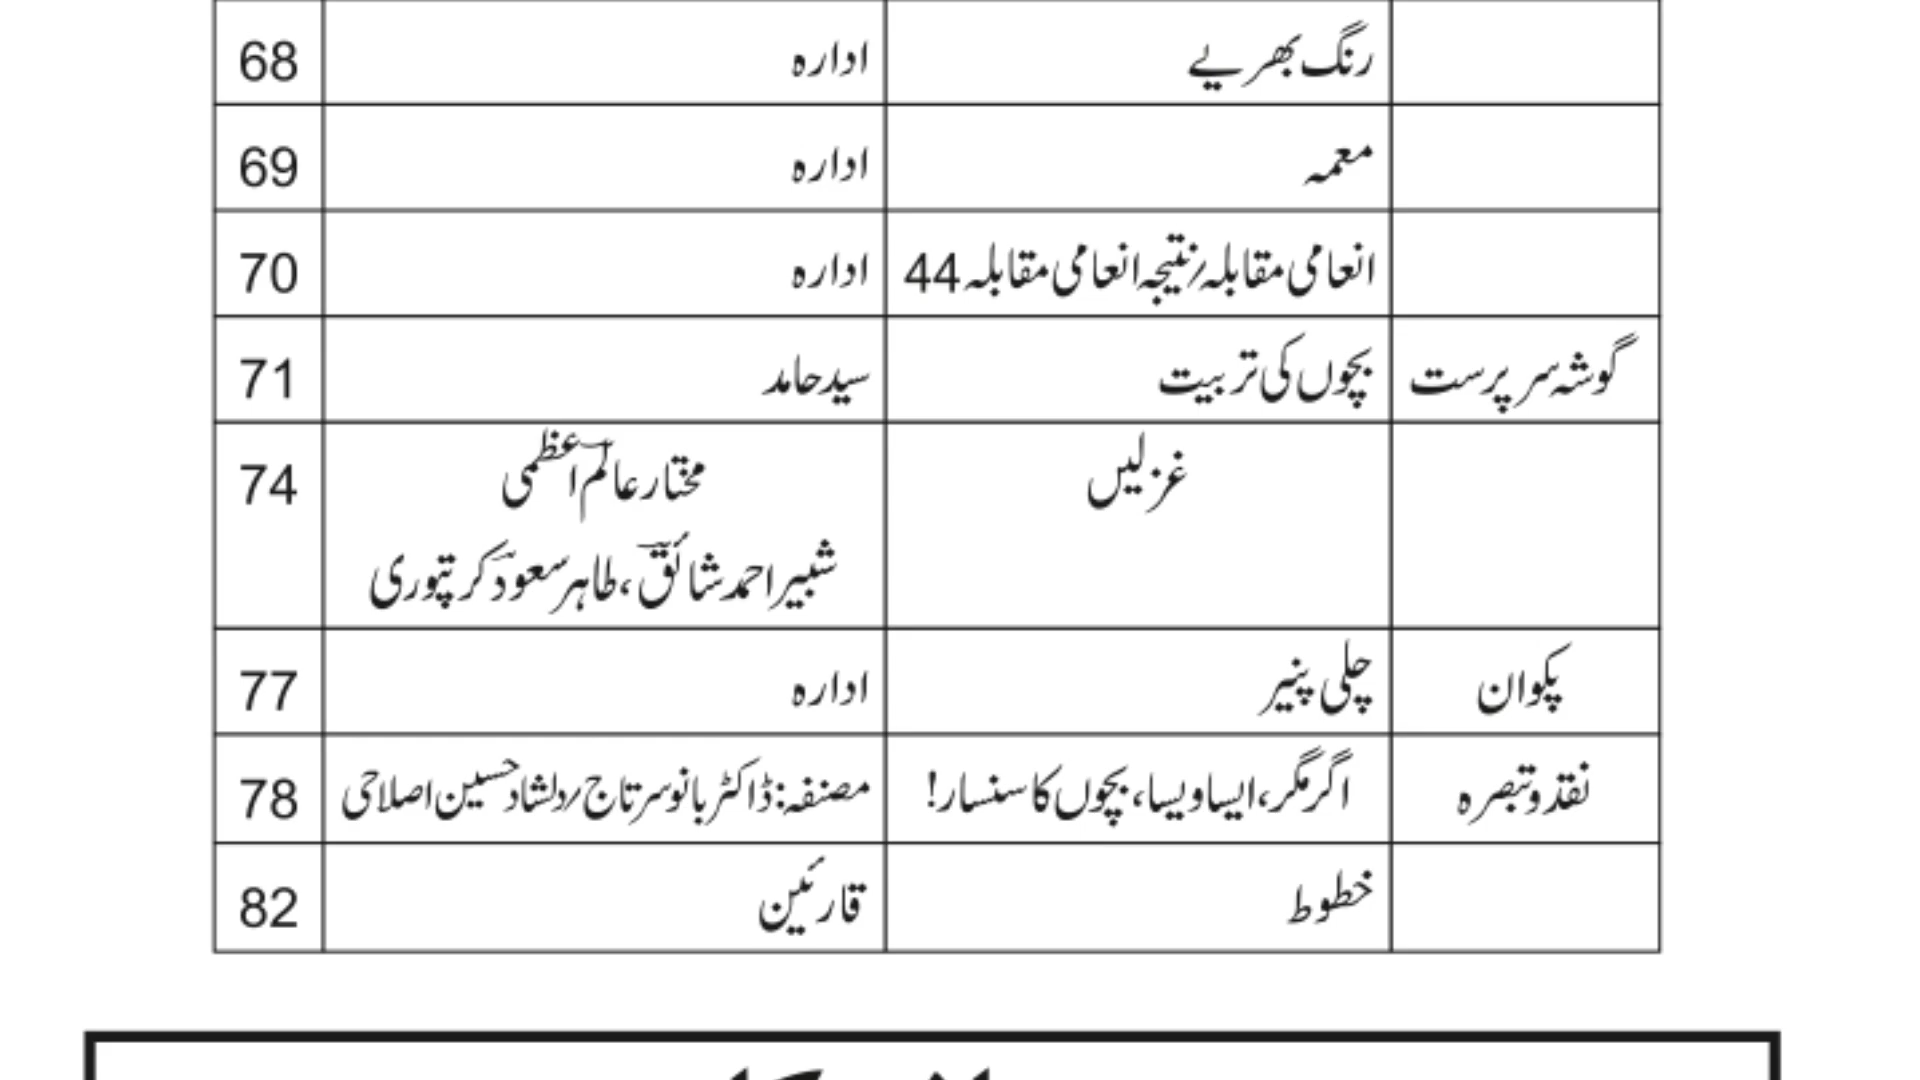 رنگ بھریے ادارہ 68
معمہ ادارہ 69
انعامی مقابلہ/نتیجہ انعامی مقابلہ 44 ادارہ 70
گوشہ سرپرست بچوں کی تربیت سید حامد 71
غزلیں مختار عالم اعظمی 74
شبیر احمد شائق، طاہر سعود کرتپوری
پکوان چلی پنیر ادارہ 77
نقد و تبصرہ اگر مگر، ایسا ویسا، بچوں کا سنسار! مصنفہ: ڈاکٹر بانو سرتاج/دلشاد حسین اصلاحی 78
خطوط قارئین 82